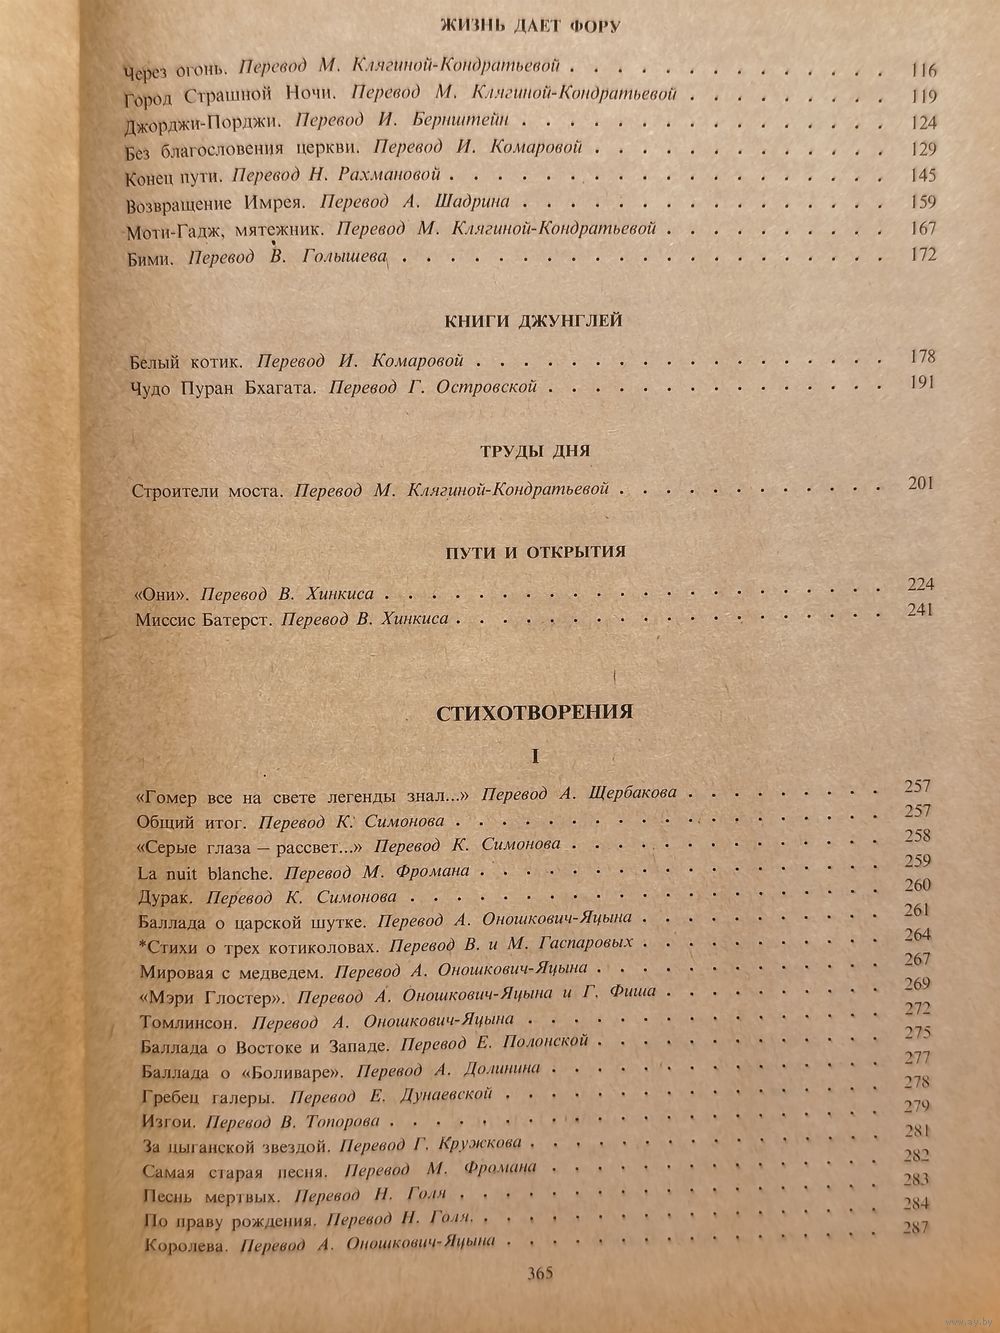 ЖИЗНЬ ДАЕТ ФОРУ
Через огонь. Перевод М. Клягиной-Кондратьевой . . . . . . . . . . . . . 116
Город Страшной Ночи. Перевод М. Клягиной-Кондратьевой . . . . . . . . . 119
Джорджи-Порджи. Перевод И. Бернштейн . . . . . . . . . . . . . . . . 124
Без благословения церкви. Перевод И. Комаровой . . . . . . . . . . . . . 129
Конец пути. Перевод Н. Рахмановой . . . . . . . . . . . . . . . . . . 145
Возвращение Имрея. Перевод А. Шадрина . . . . . . . . . . . . . . . . 159
Моти-Гадж, мятежник. Перевод М. Клягиной-Кондратьевой . . . . . . . . . . 167
Бими. Перевод В. Голышева . . . . . . . . . . . . . . . . . . . 172
КНИГИ ДЖУНГЛЕЙ
Белый котик. Перевод И. Комаровой . . . . . . . . . . . . . . . . . 178
Чудо Пуран Бхагата. Перевод Г. Островской . . . . . . . . . . . . . . . 191
ТРУДЫ ДНЯ
Строители моста. Перевод М. Клягиной-Кондратьевой . . . . . . . . . . . . 201
ПУТИ И ОТКРЫТИЯ
«Они». Перевод В. Хинкиса . . . . . . . . . . . . . . . . . . . . 224
Миссис Батерст. Перевод В. Хинкиса . . . . . . . . . . . . . . . . . . 241
СТИХОТВОРЕНИЯ
I
«Гомер все на свете легенды знал...» Перевод А. Щербакова . . . . . . . . . 257
Общий итог. Перевод К. Симонова . . . . . . . . . . . . . . . . . . 257
«Серые глаза — рассвет...» Перевод К. Симонова . . . . . . . . . . . . . 258
La nuit blanche. Перевод М. Фромана . . . . . . . . . . . . . . . . . 259
Дурак. Перевод К. Симонова . . . . . . . . . . . . . . . . . . . 260
Баллада о царской шутке. Перевод А. Оношкович-Яцына . . . . . . . . . . . 261
*Стихи о трех котиколовах. Перевод В. и М. Гаспаровых . . . . . . . . . . . 264
Мировая с медведем. Перевод А. Оношкович-Яцына . . . . . . . . . . . . . 267
«Мэри Глостер». Перевод А. Оношкович-Яцына и Г. Фиша . . . . . . . . . . 269
Томлинсон. Перевод А. Оношкович-Яцына . . . . . . . . . . . . . . . 272
Баллада о Востоке и Западе. Перевод Е. Полонской . . . . . . . . . . . . . 275
Баллада о «Боливаре». Перевод А. Долинина . . . . . . . . . . . . . . . 277
Гребец галеры. Перевод Е. Дунаевской . . . . . . . . . . . . . . . . 278
Изгои. Перевод В. Топорова . . . . . . . . . . . . . . . . . . . . 279
За цыганской звездой. Перевод Г. Кружкова . . . . . . . . . . . . . . . 281
Самая старая песня. Перевод М. Фромана . . . . . . . . . . . . . . . 282
Песнь мертвых. Перевод Н. Голя . . . . . . . . . . . . . . . . . . 283
По праву рождения. Перевод Н. Голя . . . . . . . . . . . . . . . . . 284
Королева. Перевод А. Оношкович-Яцына . . . . . . . . . . . . . . . . 287
365
www.ay.by